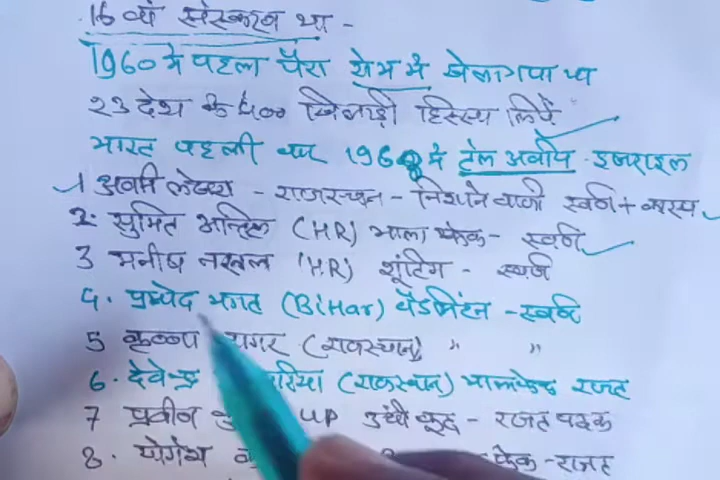 16 वां संस्करण था -
1960 मे पहला पैरा रोम मे खेला गया था
23 देश के 400 खिलाड़ी हिस्सा लिये
भारत पहली बार 1968 मे टेल अवीव - इजराइल
1 अवनि लेखरा - राजस्थान - निशानेबाजी स्वर्ण + कास्य
2. सुमित अन्तिल (HR) भाला फेंक - स्वर्ण
3 मनीष नरवाल (HR) शूटिंग - स्वर्ण
4. प्रमोद भगत (BiHar) बैडमिंटन - स्वर्ण
5 कृष्णा नागर (राजस्थान) " "
6. देवेन्द्र (राजस्थान) भालाफेंक रजत
7 प्रवीन UP उंची कूद - रजत पदक
8. योगेश फेंक - रजत